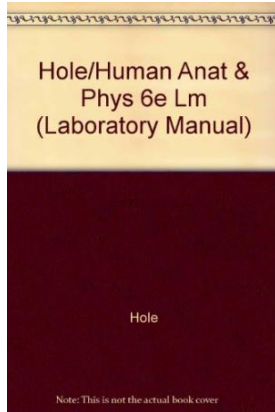 Hole/Human Anat &
Phys 6e Lm
(Laboratory Manual)
Hole
Note: This is not the actual book cover